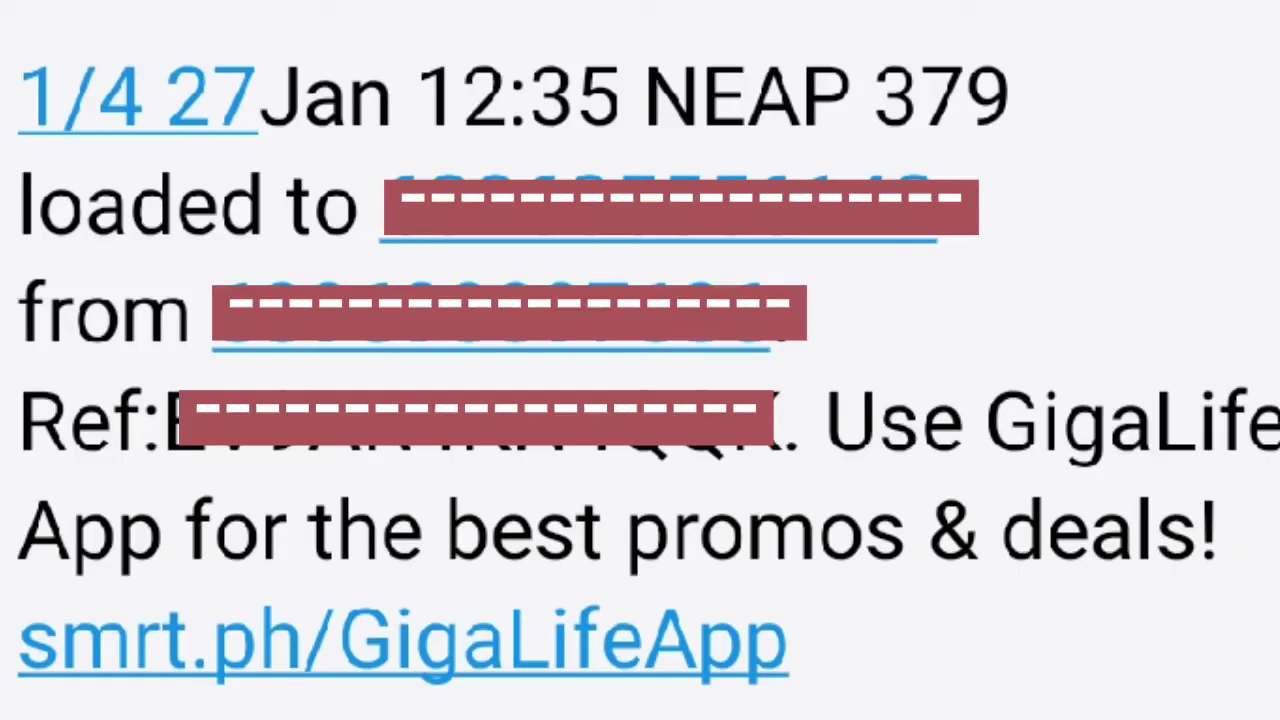 1/4 27Jan 12:35 NEAP 379
loaded to
from
Ref: . Use GigaLife
App for the best promos & deals!
smrt.ph/GigaLifeApp